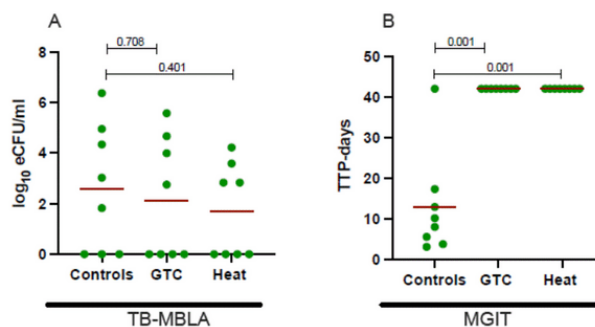 A
0.708
0.401
log10 eCFU/ml
8
6
4
2
0
Controls GTC Heat
TB-MBLA
B
0.001
0.001
TTP-days
50
40
30
20
10
0
Controls GTC Heat
MGIT